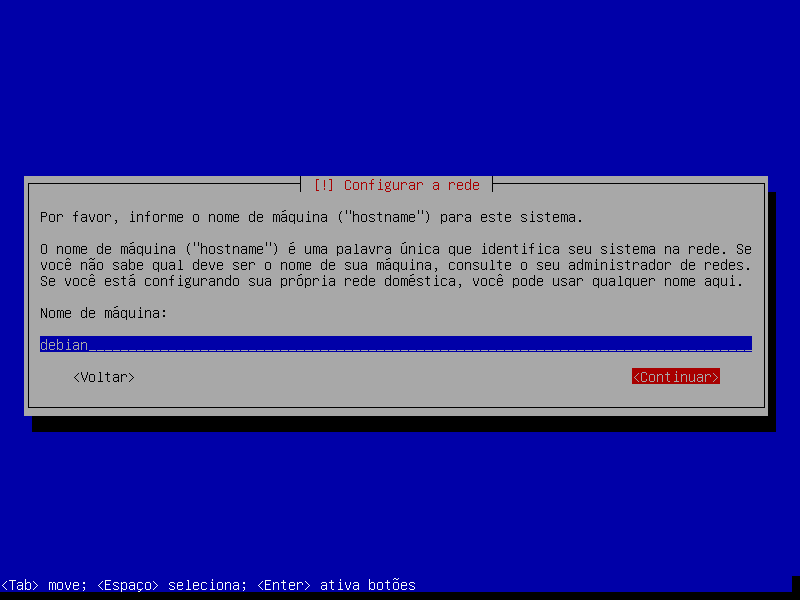 [!] Configurar a rede
Por favor, informe o nome de máquina ("hostname") para este sistema.
O nome de máquina ("hostname") é uma palavra única que identifica seu sistema na rede. Se
você não sabe qual deve ser o nome de sua máquina, consulte o seu administrador de redes.
Se você está configurando sua própria rede doméstica, você pode usar qualquer nome aqui.
Nome de máquina:
debian
<Voltar> <Continuar>
<Tab> move; <Espaço> seleciona; <Enter> ativa botões